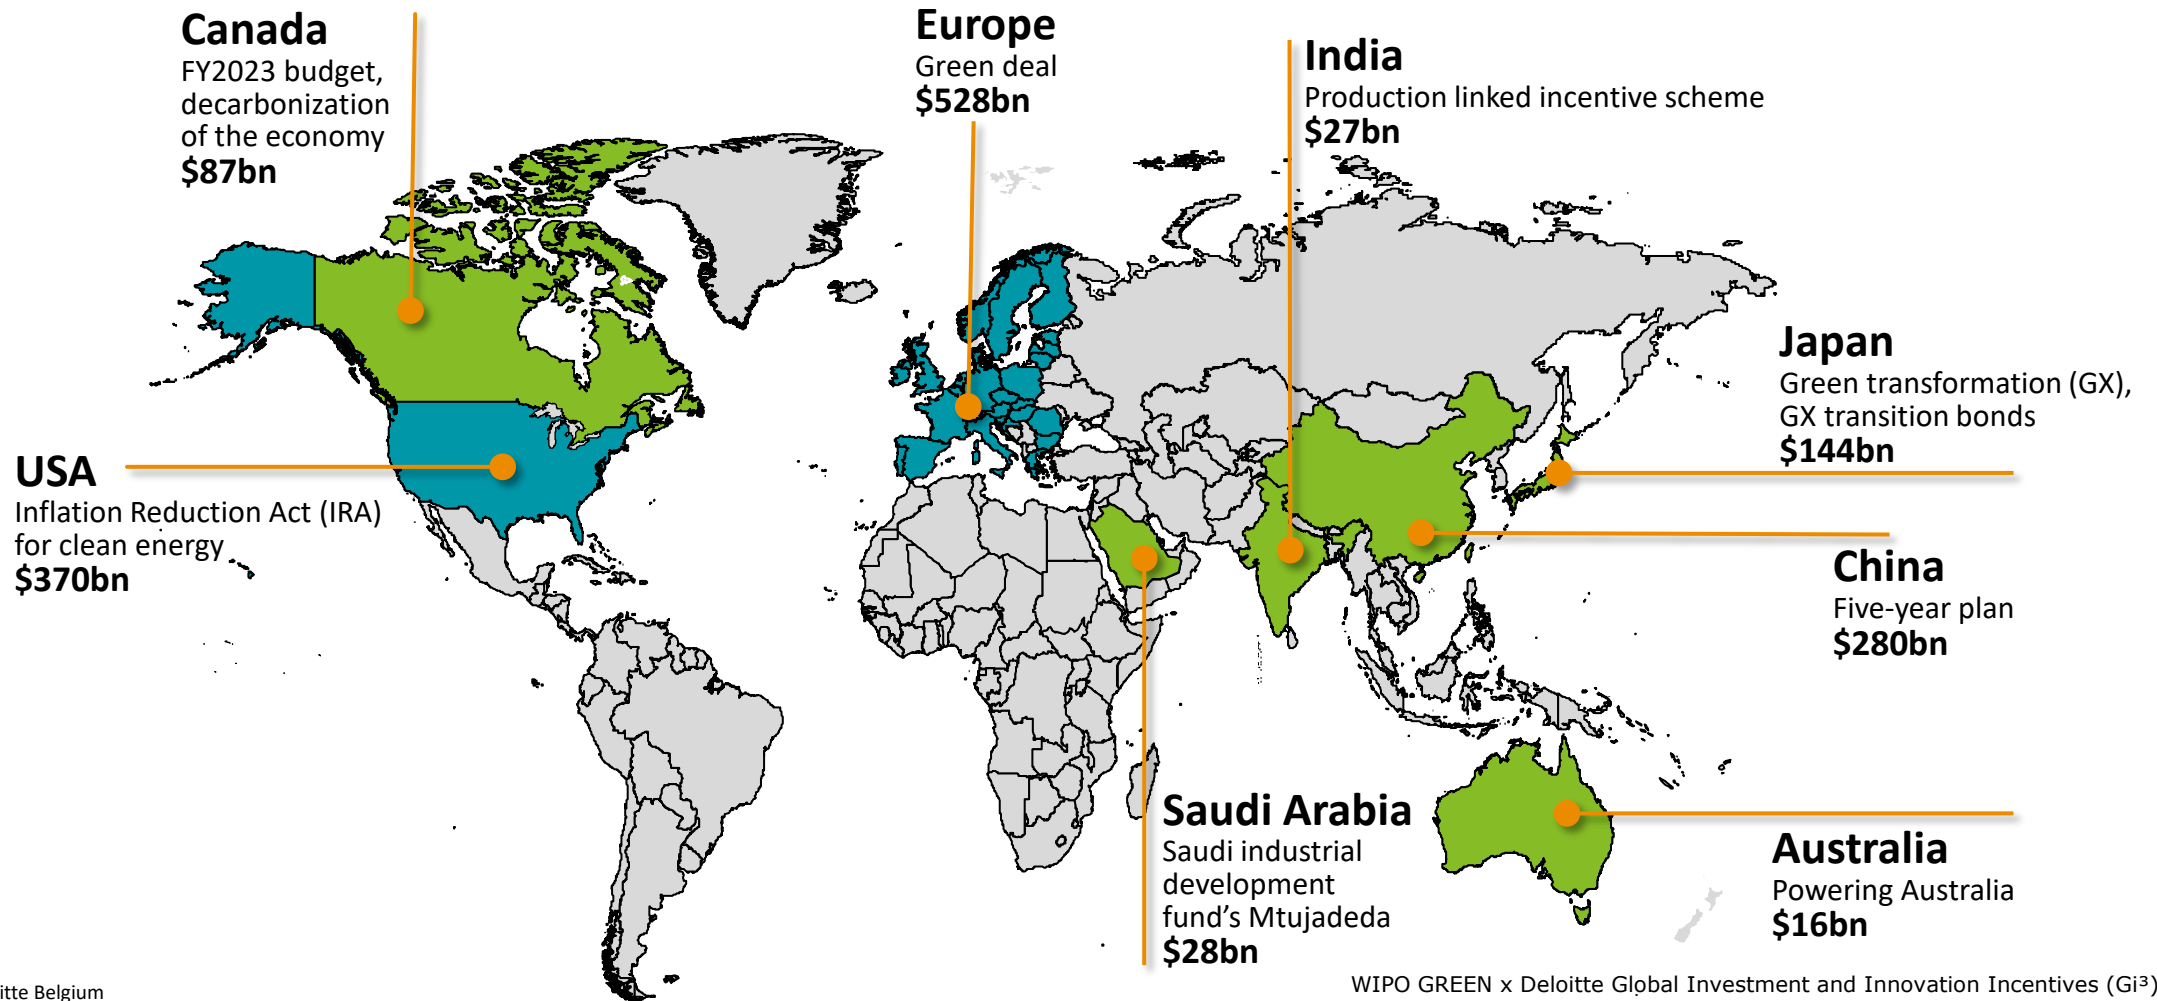 Canada
FY2023 budget,
decarbonization
of the economy
$87bn
Europe
Green deal
$528bn
India
Production linked incentive scheme
$27bn
Japan
Green transformation (GX),
GX transition bonds
$144bn
USA
Inflation Reduction Act (IRA)
for clean energy
$370bn
China
Five-year plan
$280bn
Saudi Arabia
Saudi industrial
development
fund’s Mtujadeda
$28bn
Australia
Powering Australia
$16bn
itte Belgium
WIPO GREEN x Deloitte Global Investment and Innovation Incentives (Gi³)